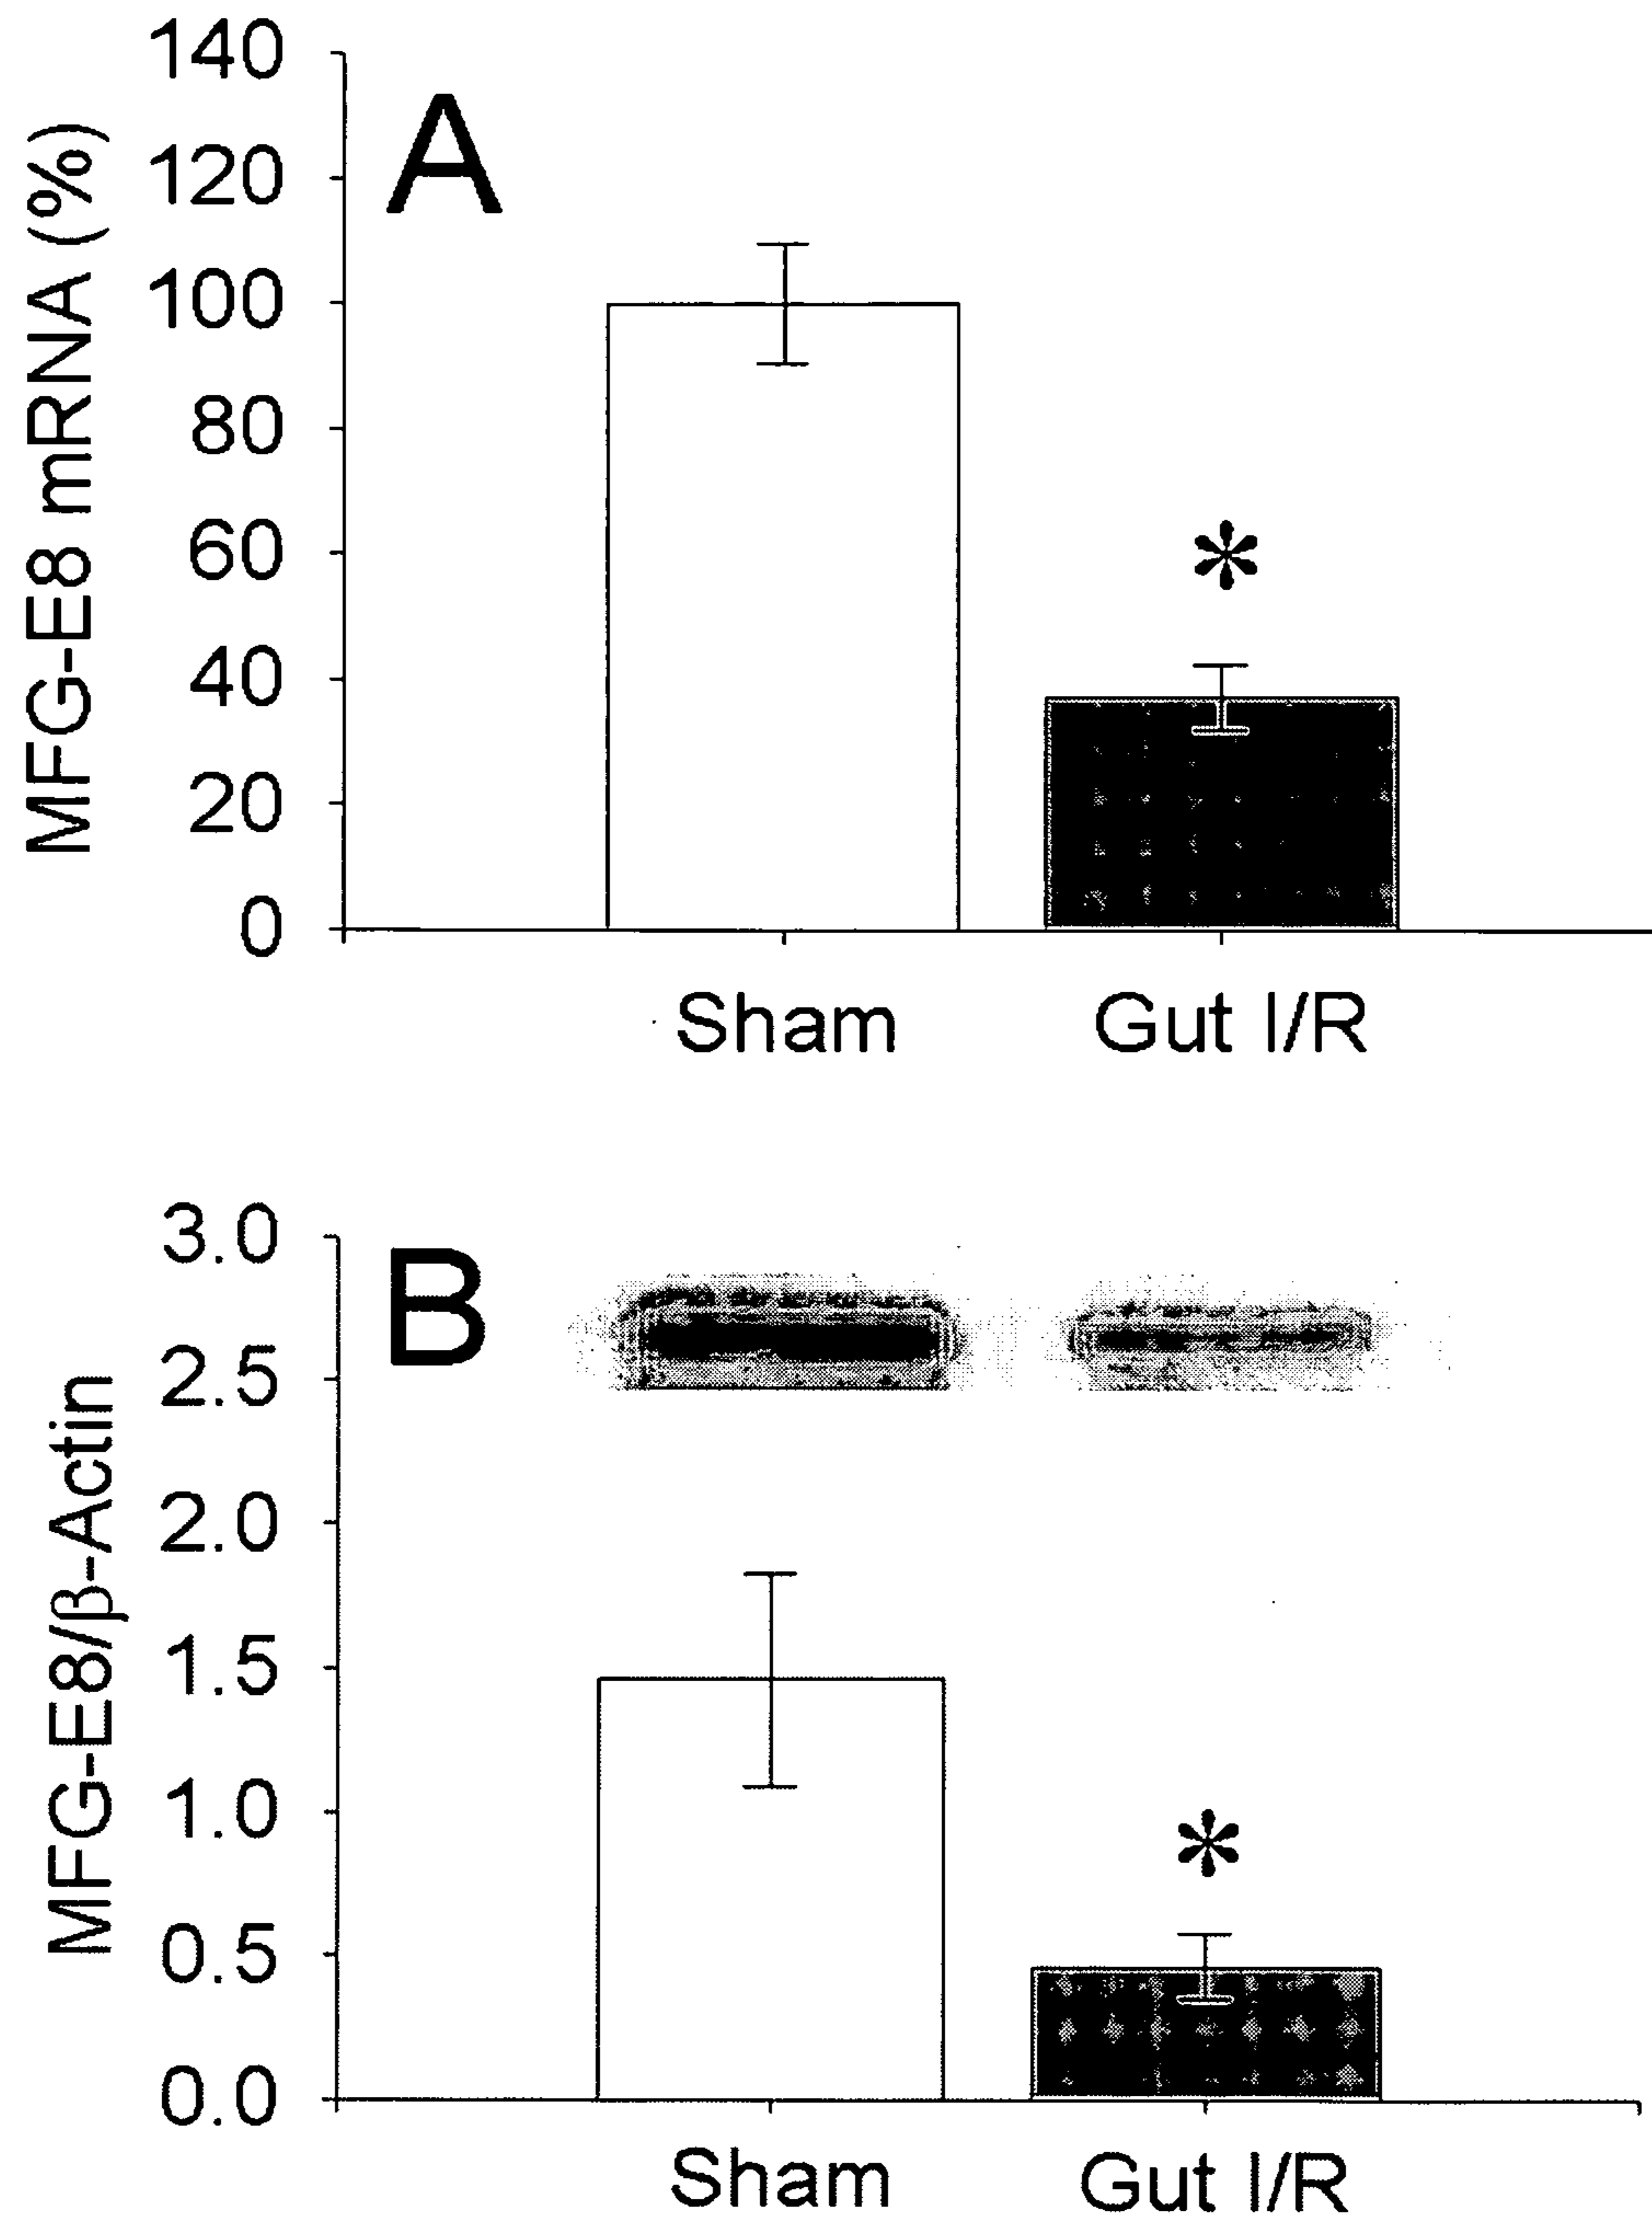 A
MFG-E8 mRNA (%)
140
120
100
80
60
40
20
0
*
Sham Gut I/R
B
MFG-E8/β-Actin
3.0
2.5
2.0
1.5
1.0
0.5
0.0
*
Sham Gut I/R